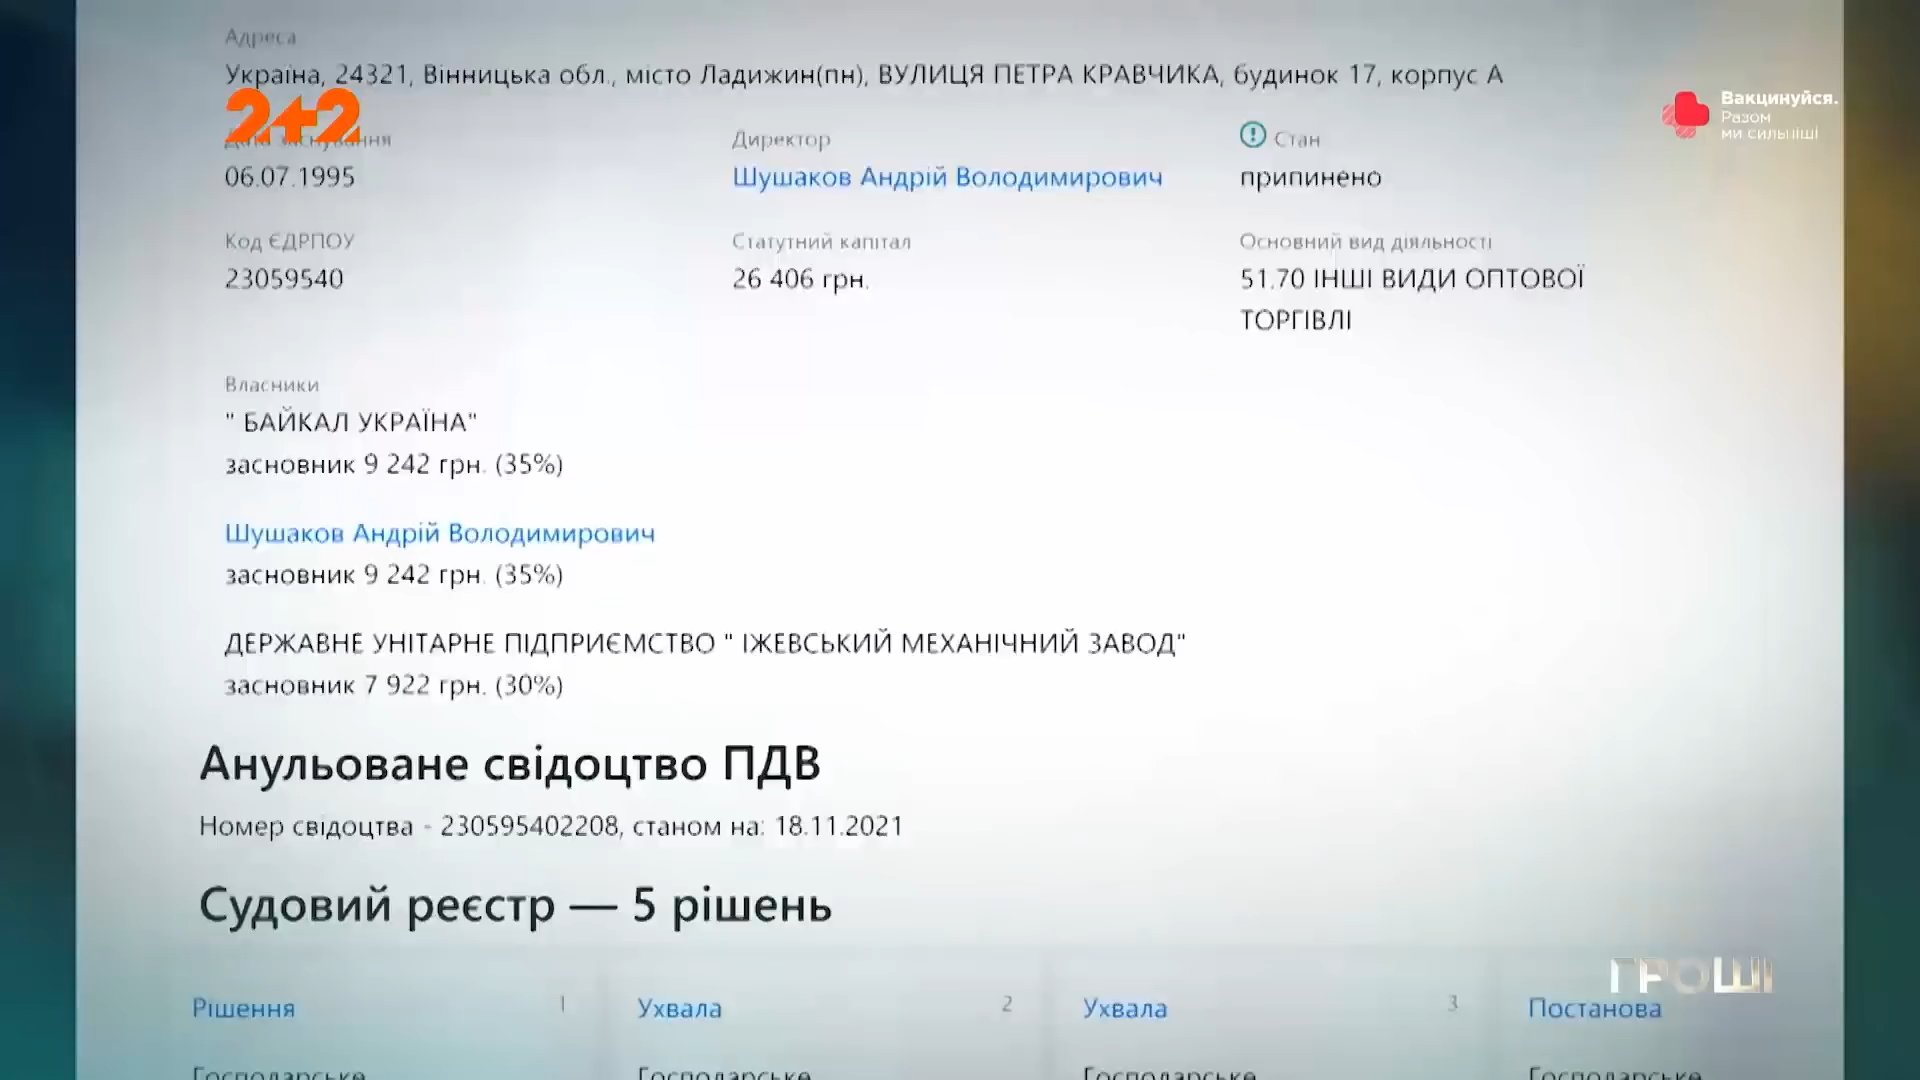 Адреса
Україна, 24321, Вінницька обл., місто Ладижин(пн), ВУЛИЦЯ ПЕТРА КРАВЧИКА, будинок 17, корпус А
2+2
Вакцинуйся.
Разом
ми сильніші
Директор
Стан
06.07.1995
Шушаков Андрій Володимирович
припинено
Код ЄДРПОУ
Статутний капітал
Основний вид діяльності
23059540
26 406 грн.
51.70 ІНШІ ВИДИ ОПТОВОЇ
ТОРГІВЛІ
Власники
" БАЙКАЛ УКРАЇНА"
засновник 9 242 грн. (35%)
Шушаков Андрій Володимирович
засновник 9 242 грн. (35%)
ДЕРЖАВНЕ УНІТАРНЕ ПІДПРИЄМСТВО " ІЖЕВСЬКИЙ МЕХАНІЧНИЙ ЗАВОД"
засновник 7 922 грн. (30%)
Анульоване свідоцтво ПДВ
Номер свідоцтва - 230595402208, станом на: 18.11.2021
Судовий реєстр — 5 рішень
ГРОШІ
Рішення 1
Ухвала 2
Ухвала 3
Постанова
Господарське
Господарське
Господарське
Господарське